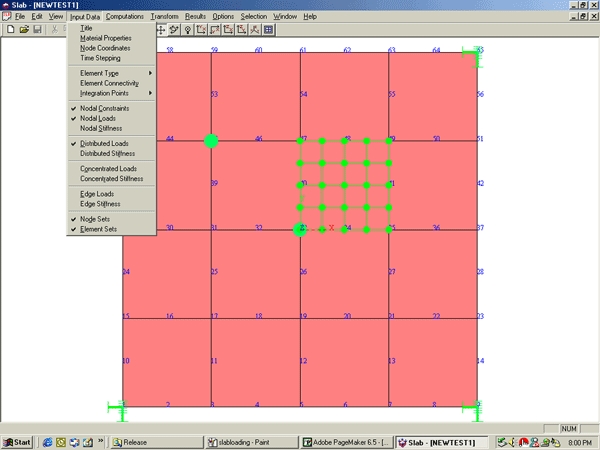 Slab - [NEWTEST1]
File Edit View Input Data Computations Transform Results Options Selection Window Help
Title
Material Properties
Node Coordinates
Time Stepping
Element Type
Element Connectivity
Integration Points
Nodal Constraints
Nodal Loads
Nodal Stiffness
Distributed Loads
Distributed Stiffness
Concentrated Loads
Concentrated Stiffness
Edge Loads
Edge Stiffness
Node Sets
Element Sets
58 59 60 61 62 63 64 65
53 54 55 56
44 46 47 48 49 50 51
39 41 42
30 31 32 34 35 36 37
24 25 26 27 28
15 16 17 18 19 20 21 22 23
10 11 12 13 14
2 3 4 5 6 7 8 9
X
NUM
Start Release slabloading - Paint Adobe PageMaker 6.5 - [... Slab - [NEWTEST1] 8:00 PM